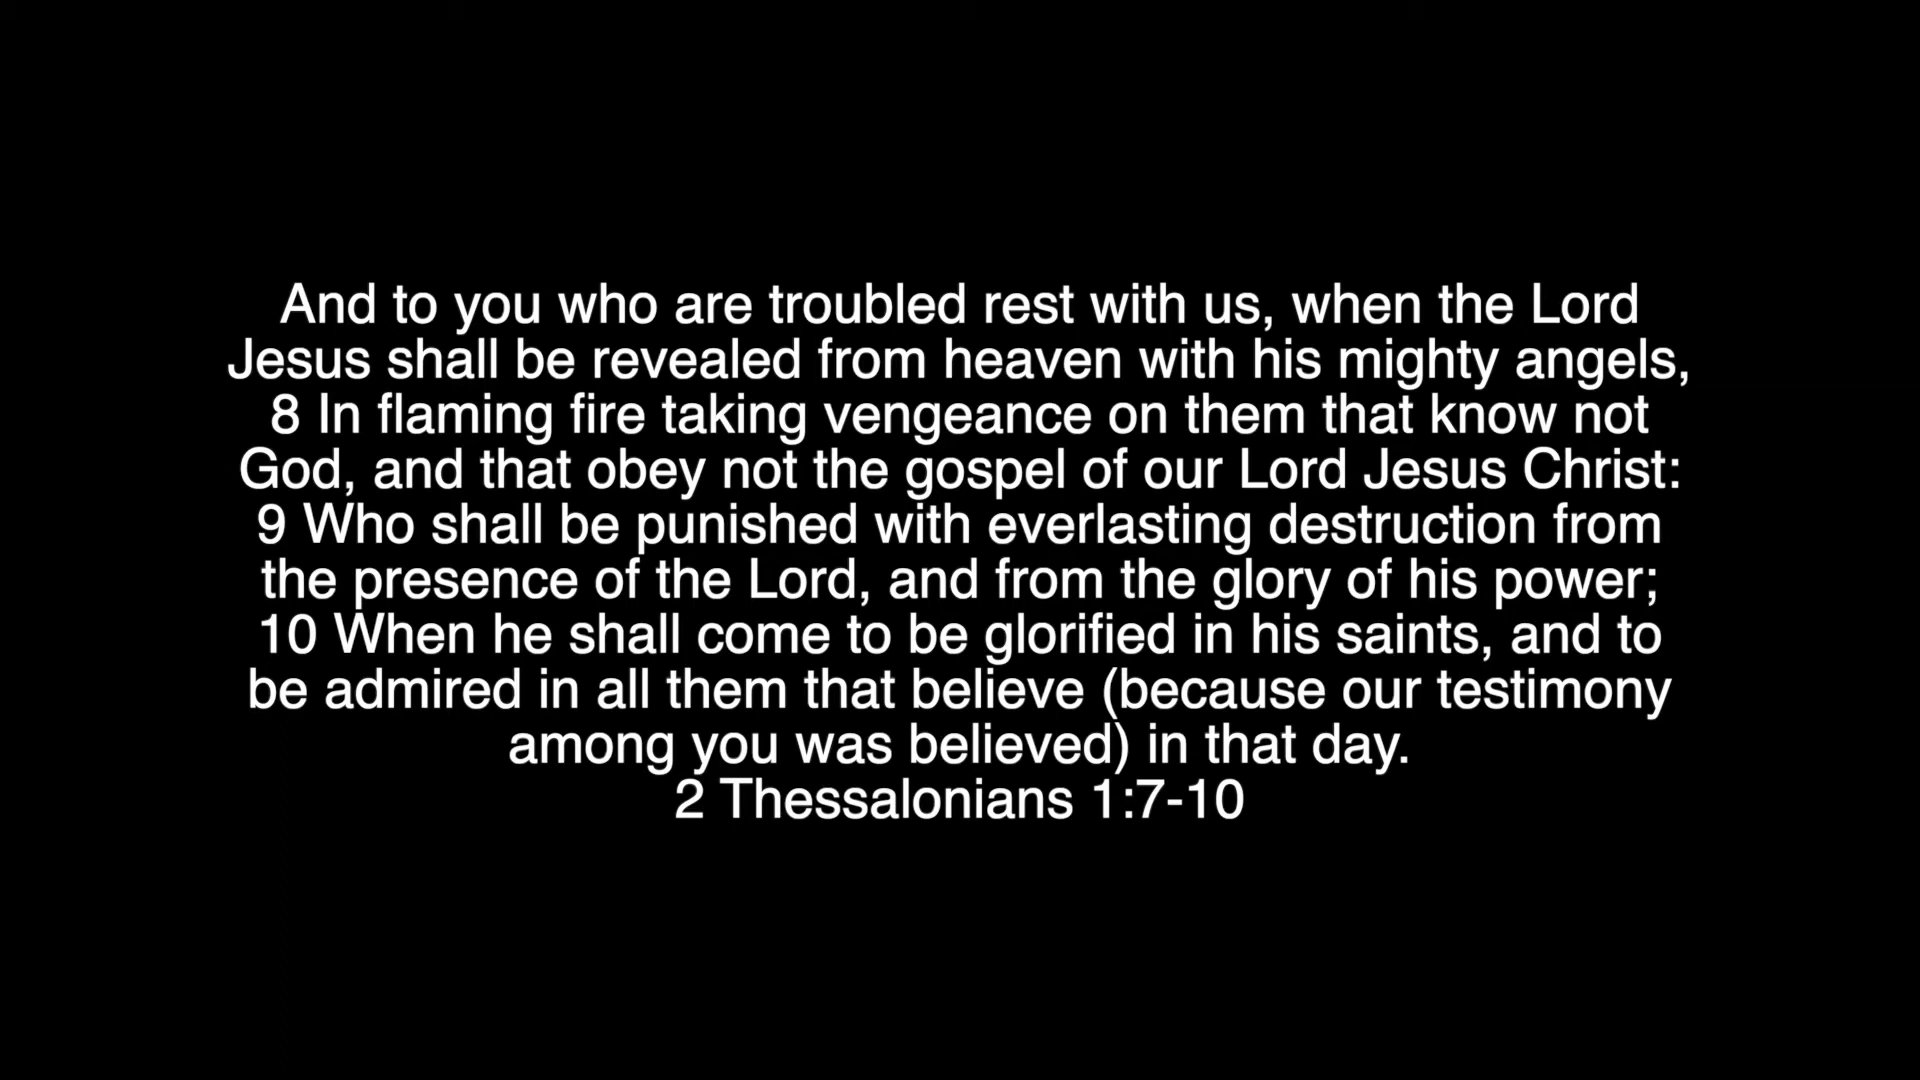 And to you who are troubled rest with us, when the Lord
Jesus shall be revealed from heaven with his mighty angels,
8 In flaming fire taking vengeance on them that know not
God, and that obey not the gospel of our Lord Jesus Christ:
9 Who shall be punished with everlasting destruction from
the presence of the Lord, and from the glory of his power;
10 When he shall come to be glorified in his saints, and to
be admired in all them that believe (because our testimony
among you was believed) in that day.
2 Thessalonians 1:7-10